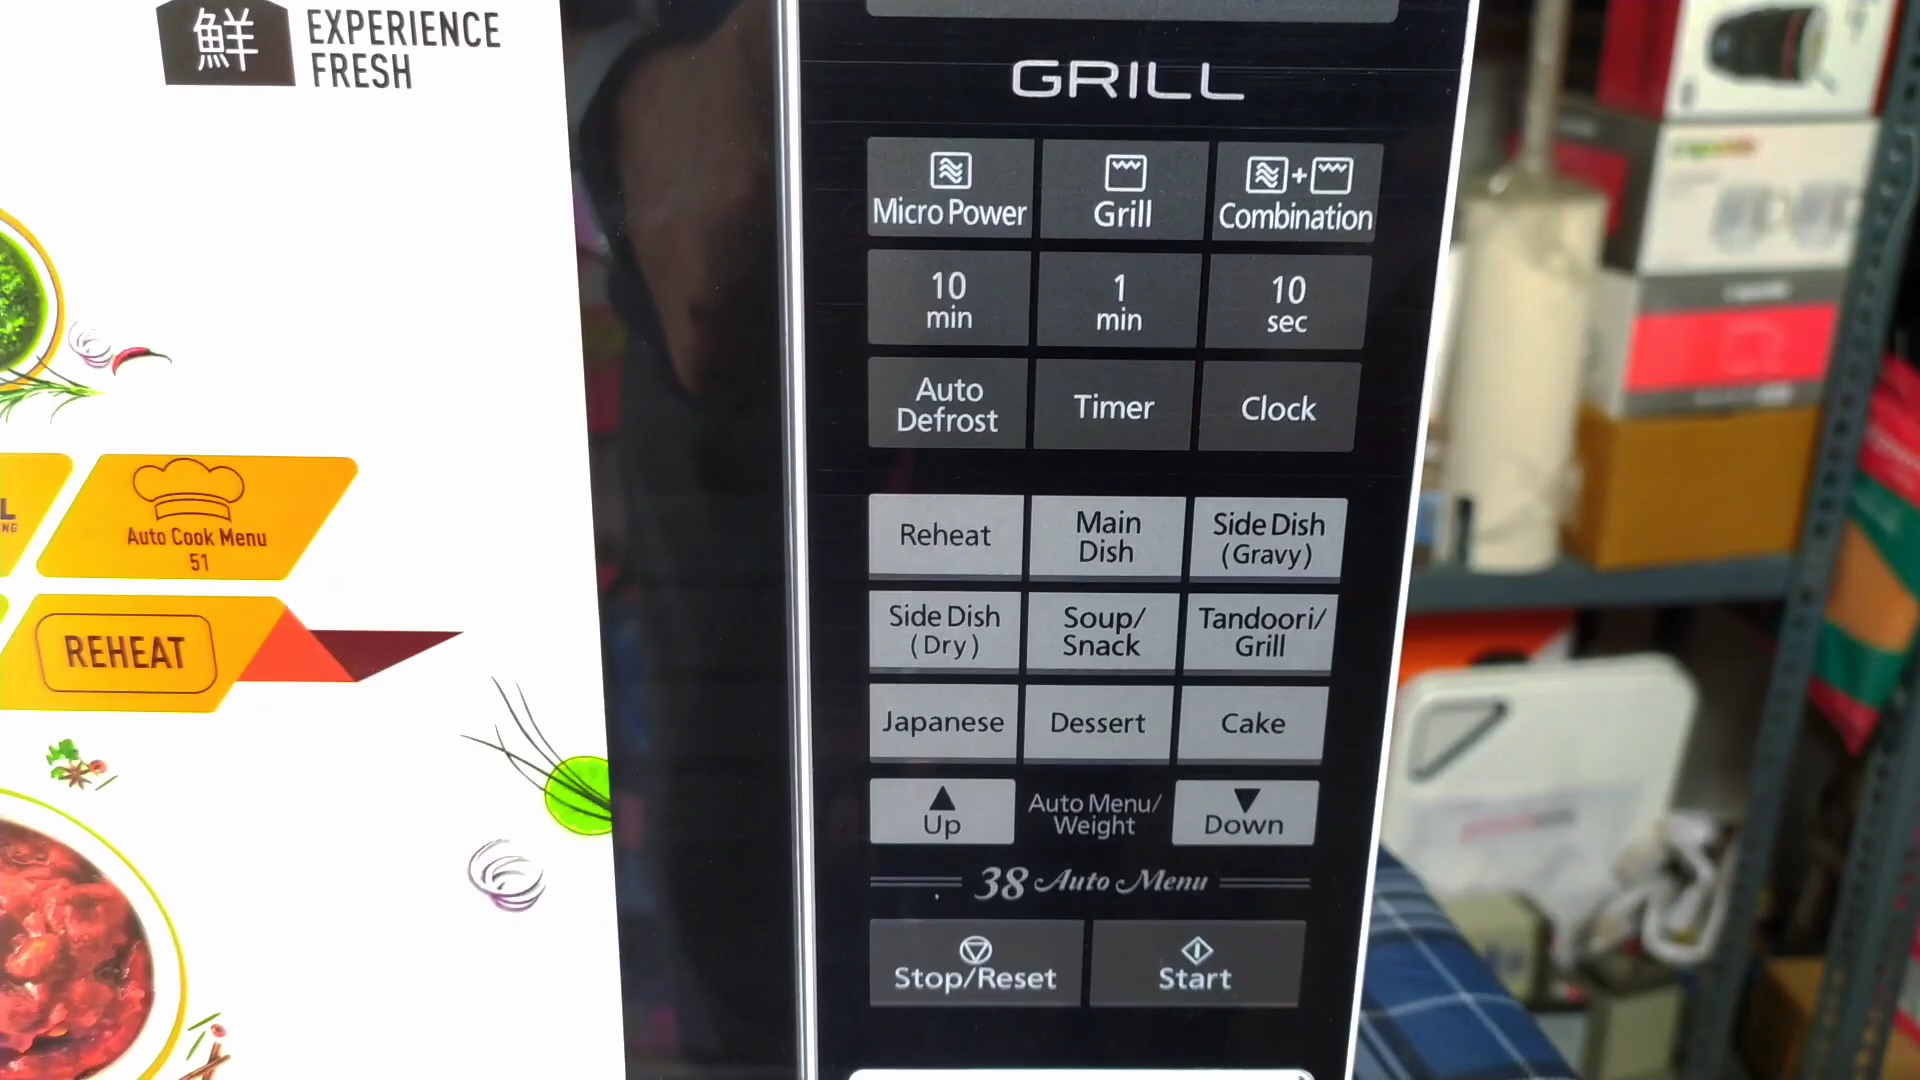 鮮
EXPERIENCE
FRESH
Auto Cook Menu
51
REHEAT
GRILL
Micro Power
Grill
+
Combination
10
min
1
min
10
sec
Auto
Defrost
Timer
Clock
Reheat
Main
Dish
Side Dish
(Gravy)
Side Dish
(Dry)
Soup/
Snack
Tandoori/
Grill
Japanese
Dessert
Cake
Up
Auto Menu/
Weight
Down
38 Auto Menu
Stop/Reset
Start